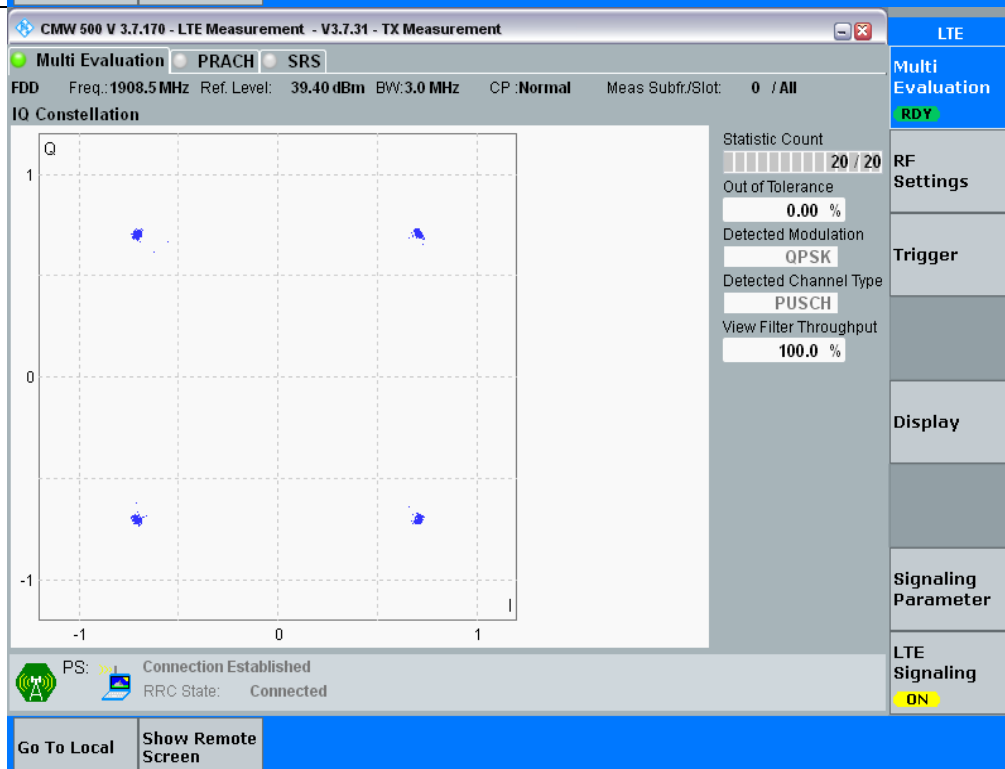 CMW 500 V 3.7.170 - LTE Measurement - V3.7.31 - TX Measurement
LTE
Multi Evaluation PRACH SRS
FDD Freq.: 1908.5 MHz Ref. Level: 39.40 dBm BW: 3.0 MHz CP : Normal Meas Subfr./Slot: 0 / All
IQ Constellation
Q
1
0
-1
I
-1 0 1
Statistic Count
20 / 20
Out of Tolerance
0.00 %
Detected Modulation
QPSK
Detected Channel Type
PUSCH
View Filter Throughput
100.0 %
Multi
Evaluation
RDY
RF
Settings
Trigger
Display
Signaling
Parameter
LTE
Signaling
ON
PS: Connection Established
RRC State: Connected
Go To Local
Show Remote
Screen